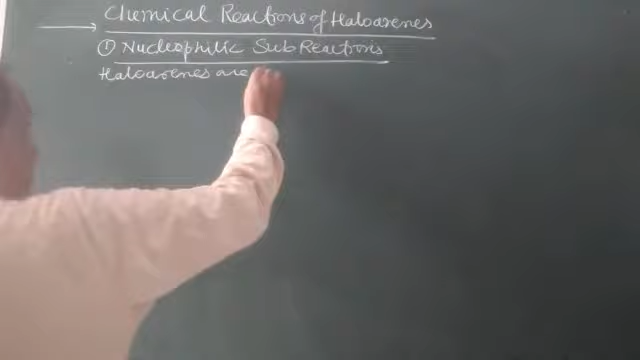 → Chemical Reactions of Haloarenes
① Nucleophilic Sub Reactions
Haloarenes are